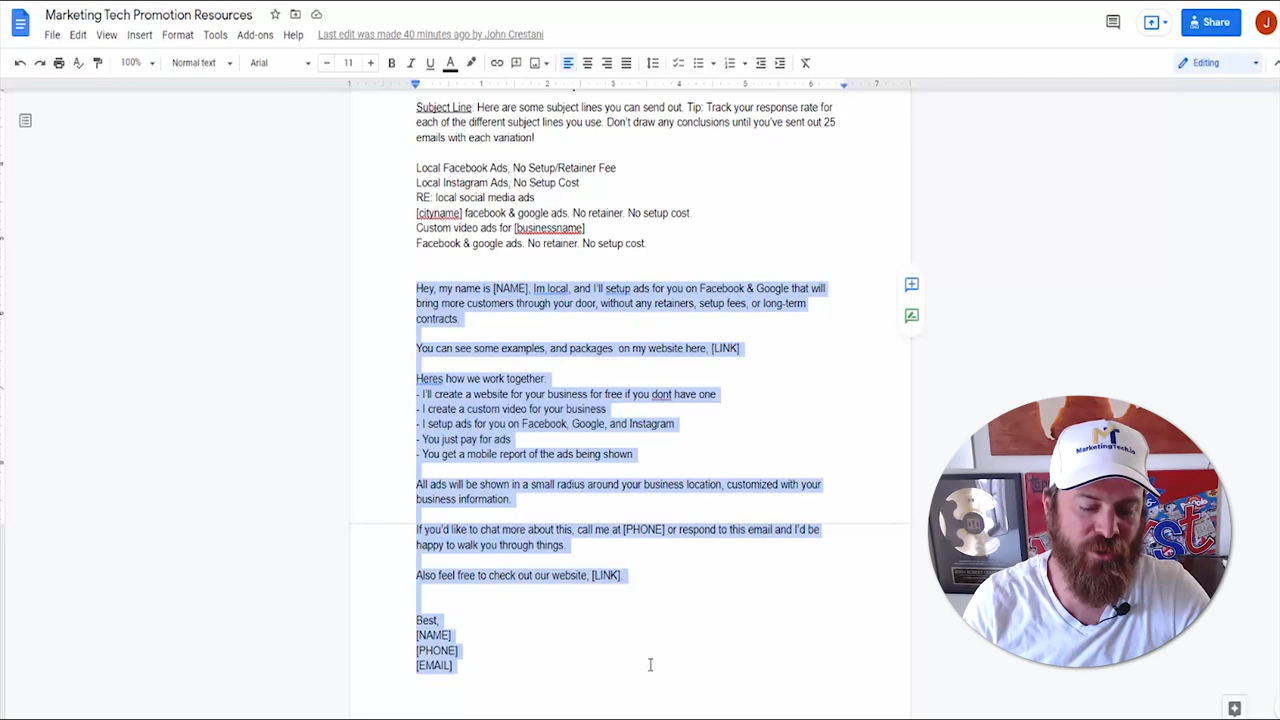 Marketing Tech Promotion Resources
File Edit View Insert Format Tools Add-ons Help Last edit was made 40 minutes ago by John Crestani
Share
J
100% Normal text Arial 11 Editing
1 1 2 3 4 5 6 7
Subject Line: Here are some subject lines you can send out. Tip: Track your response rate for
each of the different subject lines you use. Don't draw any conclusions until you've sent out 25
emails with each variation!
Local Facebook Ads, No Setup/Retainer Fee
Local Instagram Ads, No Setup Cost
RE: local social media ads
[cityname] facebook & google ads. No retainer. No setup cost.
Custom video ads for [businessname]
Facebook & google ads. No retainer. No setup cost.
Hey, my name is [NAME], Im local, and I'll setup ads for you on Facebook & Google that will
bring more customers through your door, without any retainers, setup fees, or long-term
contracts.
You can see some examples, and packages on my website here, [LINK]
Heres how we work together:
- I'll create a website for your business for free if you dont have one
- I create a custom video for your business
- I setup ads for you on Facebook, Google, and Instagram
- You just pay for ads
- You get a mobile report of the ads being shown
All ads will be shown in a small radius around your business location, customized with your
business information.
If you'd like to chat more about this, call me at [PHONE] or respond to this email and I'd be
happy to walk you through things.
Also feel free to check out our website, [LINK].
Best,
[NAME]
[PHONE]
[EMAIL]
MT
MarketingTech.io